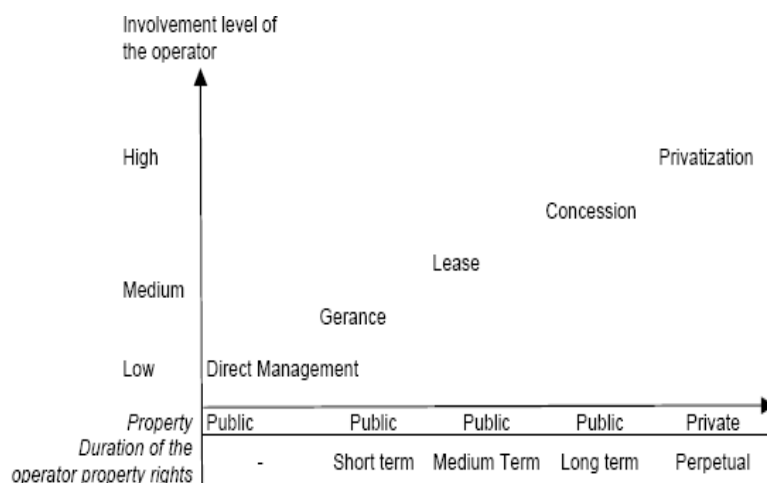 Involvement level of
the operator
High
Privatization
Concession
Lease
Medium
Gerance
Low
Direct Management
Property
Public
Public
Public
Public
Private
Duration of the
operator property rights
-
Short term
Medium Term
Long term
Perpetual